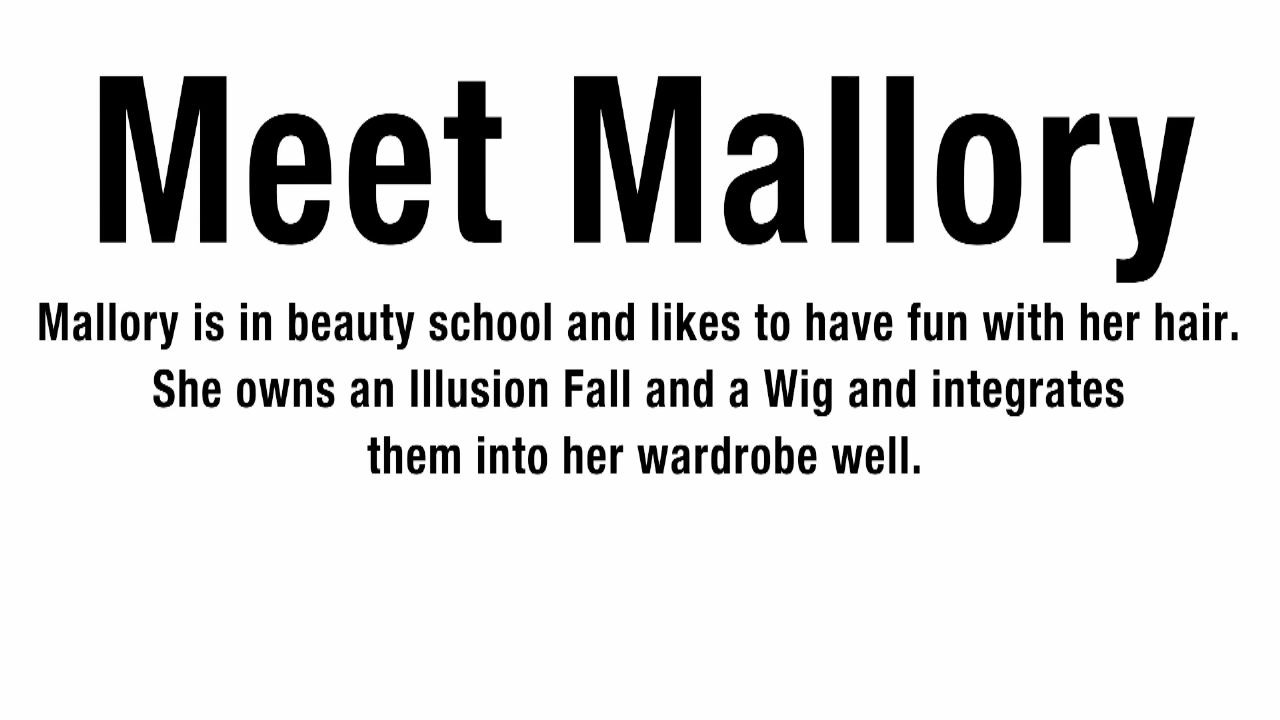 Meet Mallory
Mallory is in beauty school and likes to have fun with her hair.
She owns an Illusion Fall and a Wig and integrates
them into her wardrobe well.